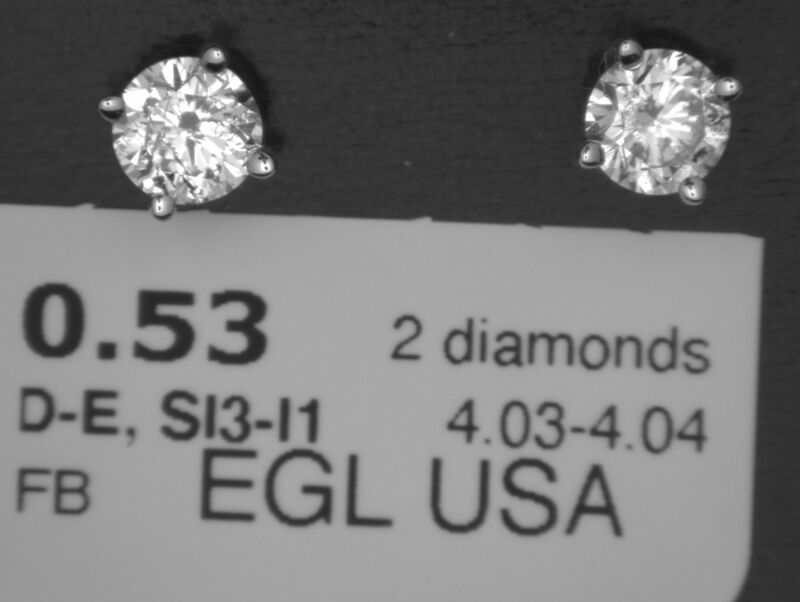 0.53 2 diamonds
D-E, SI3-I1 4.03-4.04
FB EGL USA